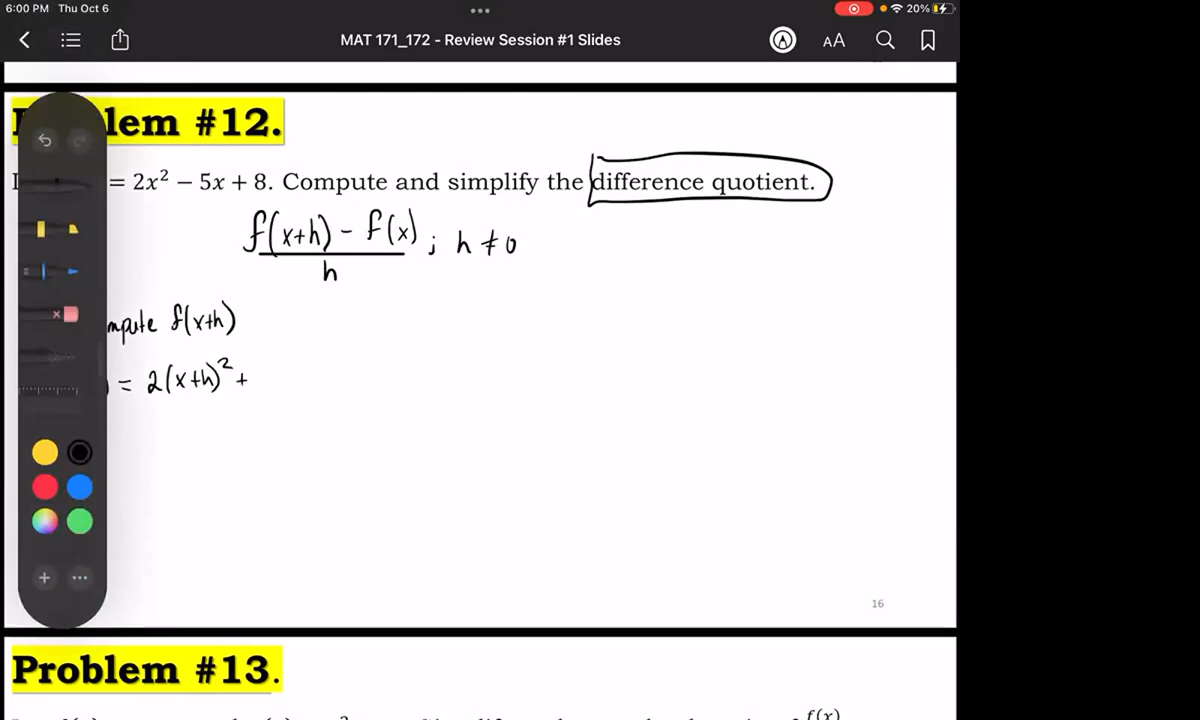 6:00 PM Thu Oct 6
20%
MAT 171_172 - Review Session #1 Slides
AA
lem #12.
= 2x² − 5x + 8. Compute and simplify the difference quotient.
f(x+h) − f(x) ; h ≠ 0
h
mpute f(x+h)
) = 2(x+h)² +
16
Problem #13.